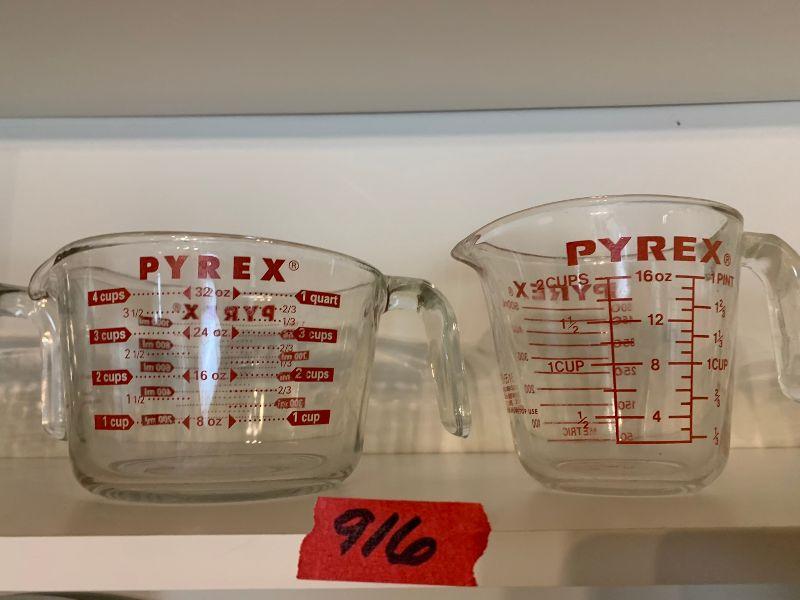 PYREX®
4 cups 32 oz 1 quart
3 1/2 2/3
1/3
3 cups 24 oz 3 cups
2 1/2 2/3
1/3
2 cups 16 oz 2 cups
1 1/2 2/3
1 cup 8 oz 1 cup
PYREX®
2CUPS 16oz 1 PINT
1 2/3
1 1/2 12
1 1/3
1CUP 8 1CUP
2/3
1/2 4
1/3
916